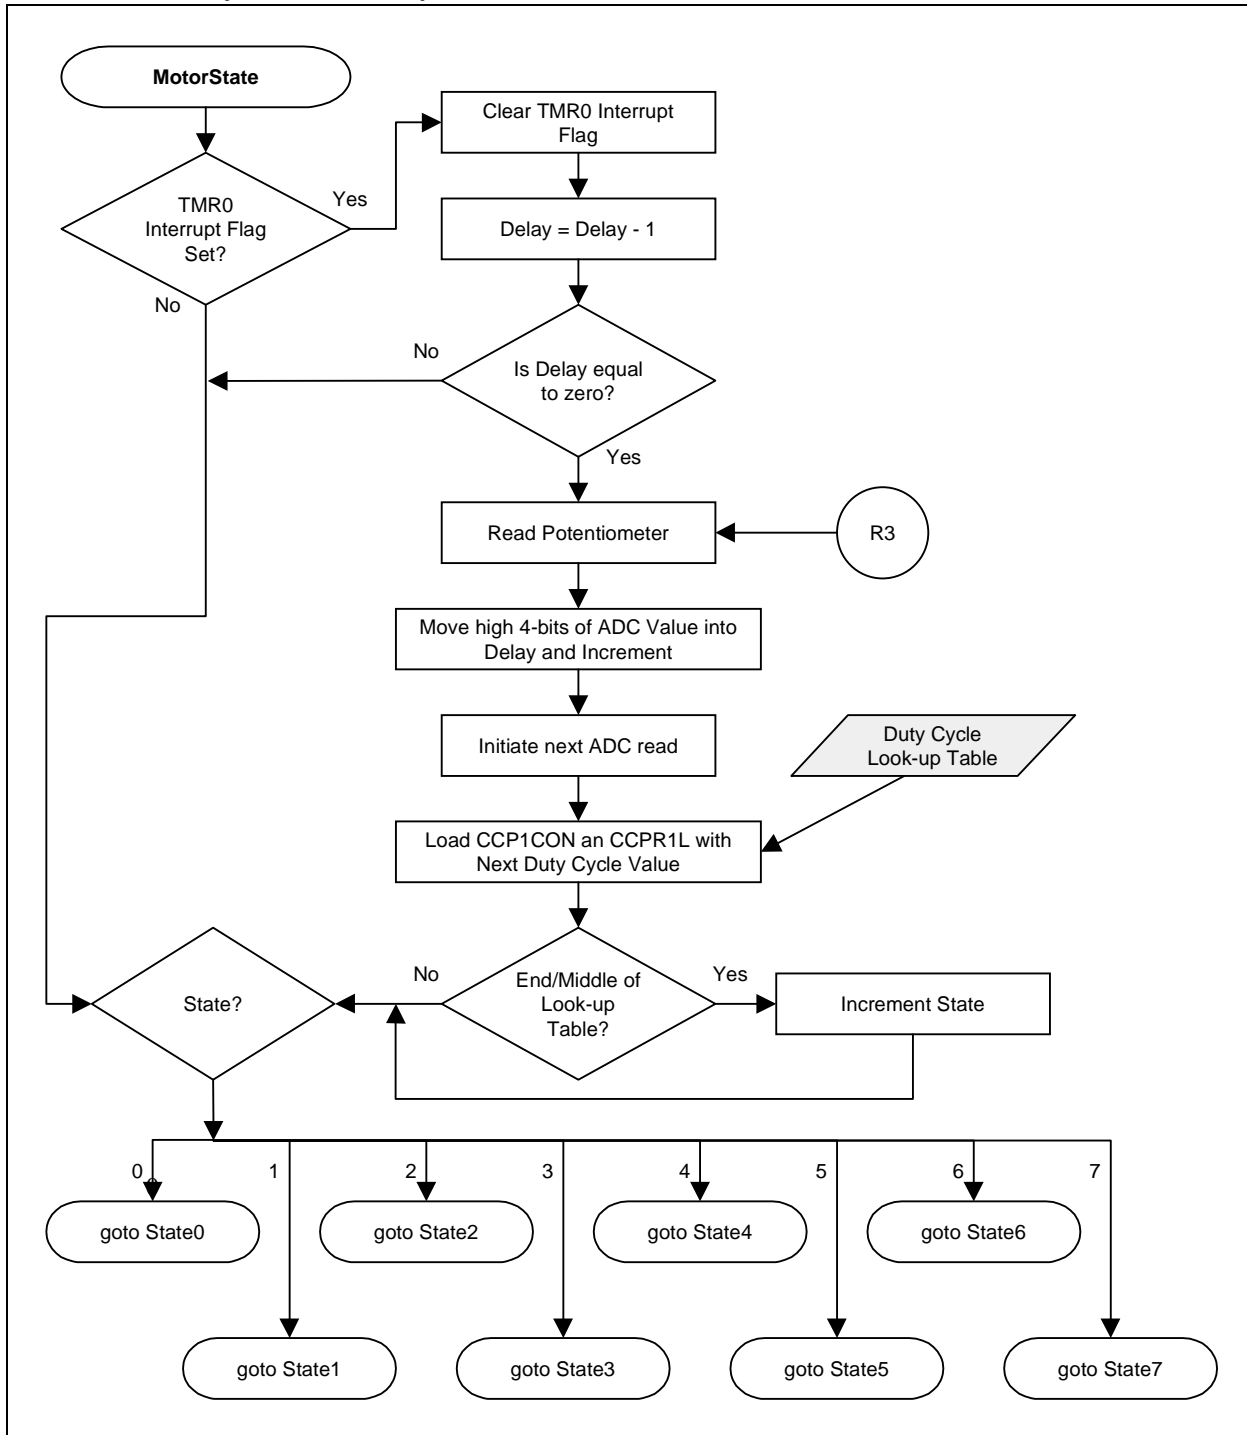 MotorState
Clear TMR0 Interrupt
Flag
Yes
TMR0
Interrupt Flag
Set?
Delay = Delay - 1
No
No
Is Delay equal
to zero?
Yes
Read Potentiometer
R3
Move high 4-bits of ADC Value into
Delay and Increment
Initiate next ADC read
Duty Cycle
Look-up Table
Load CCP1CON an CCPR1L with
Next Duty Cycle Value
State?
No
End/Middle of
Look-up
Table?
Yes
Increment State
0
1
2
3
4
5
6
7
goto State0
goto State2
goto State4
goto State6
goto State1
goto State3
goto State5
goto State7